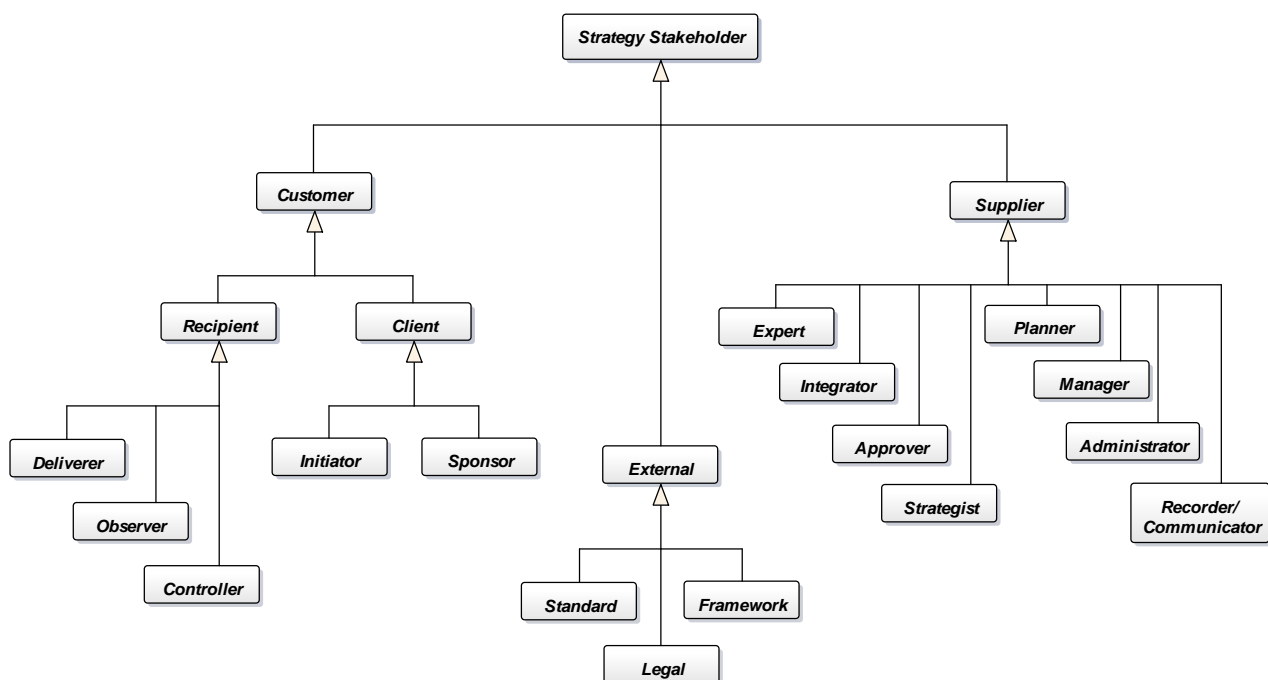 Strategy Stakeholder
Customer
Supplier
Recipient
Client
Expert
Planner
Integrator
Manager
Deliverer
Initiator
Sponsor
External
Approver
Administrator
Observer
Strategist
Recorder/
Communicator
Controller
Standard
Framework
Legal